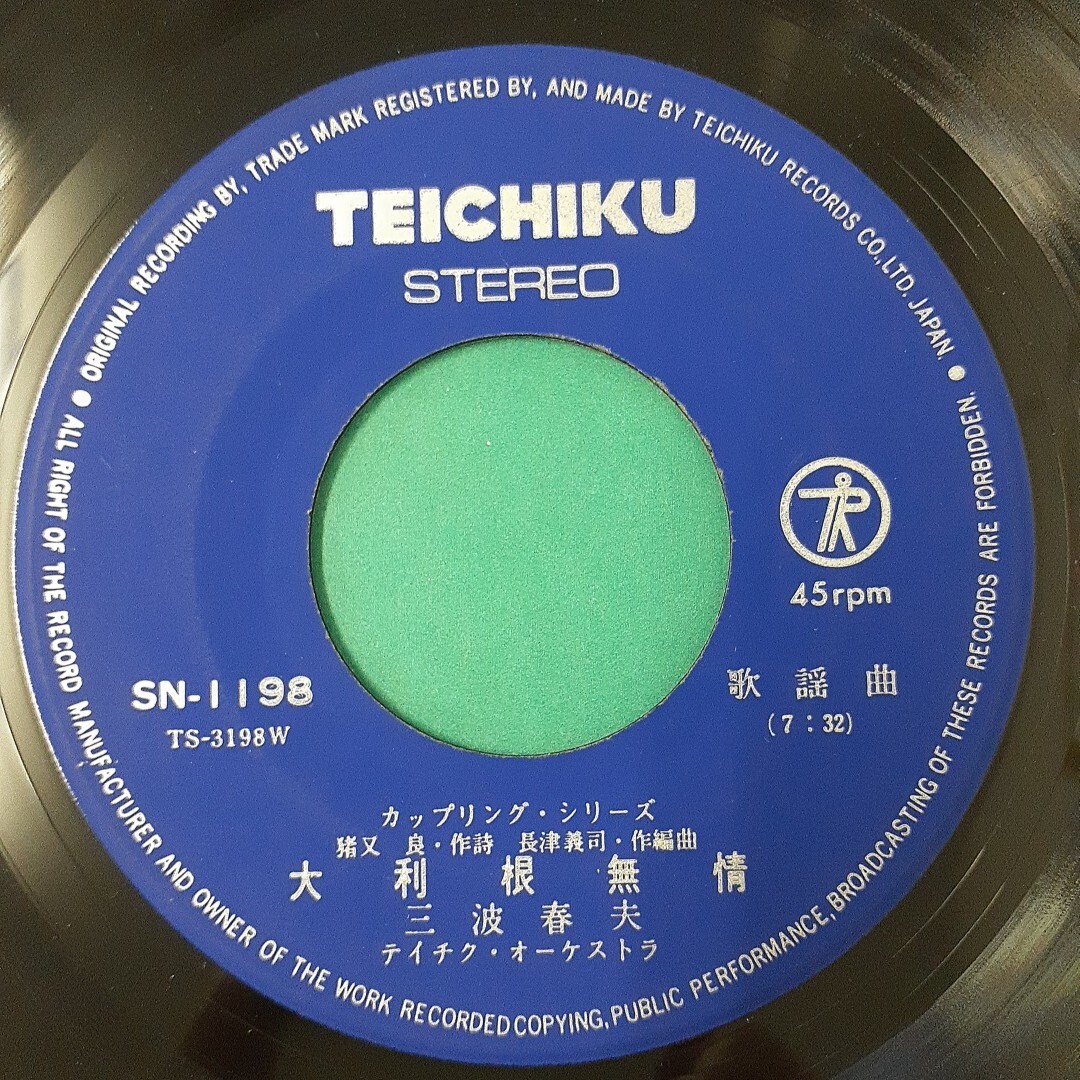 ● ORIGINAL RECORDING BY, TRADE MARK REGISTERED BY, AND MADE BY TEICHIKU RECORDS CO., LTD. JAPAN. ●
TEICHIKU
STEREO
TR
45rpm
SN-1198
TS-3198W
歌謡曲
(7:32)
カップリング・シリーズ
猪又 良・作詩 長津義司・作編曲
大利根無情
三波春夫
テイチク・オーケストラ
ALL RIGHT OF THE RECORD MANUFACTURER AND OWNER OF THE WORK RECORDED COPYING, PUBLIC PERFORMANCE, BROADCASTING OF THESE RECORDS ARE FORBIDDEN.